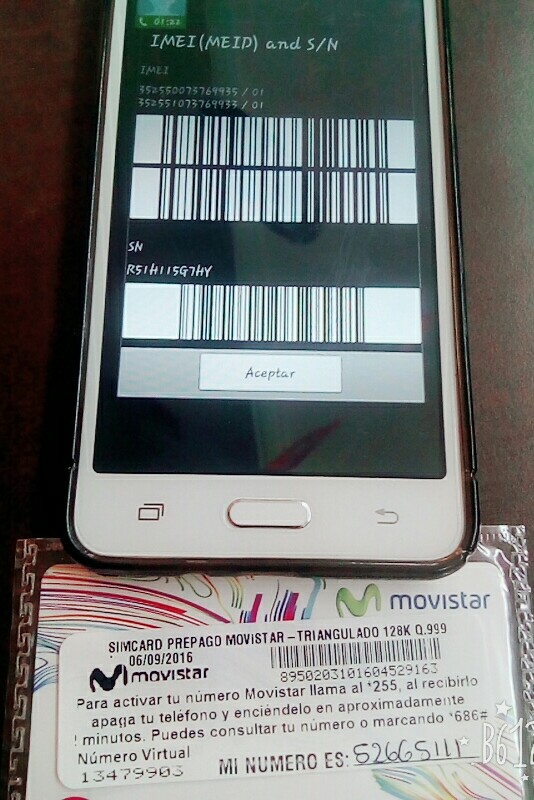 01:22
IMEI(MEID) and S/N
IMEI
352550073769935 / 01
352551073769933 / 01
SN
R51H115G7HY
Aceptar
movistar
SIMCARD PREPAGO MOVISTAR – TRIANGULADO 128K Q.999
06/09/2016
movistar
8950203101604529163
Para activar tu número Movistar llama al *255, al recibirlo
apaga tu teléfono y enciéndelo en aproximadamente
minutos. Puedes consultar tu número o marcando *686#
Número Virtual
13479903
MI NUMERO ES: 52665111
B612